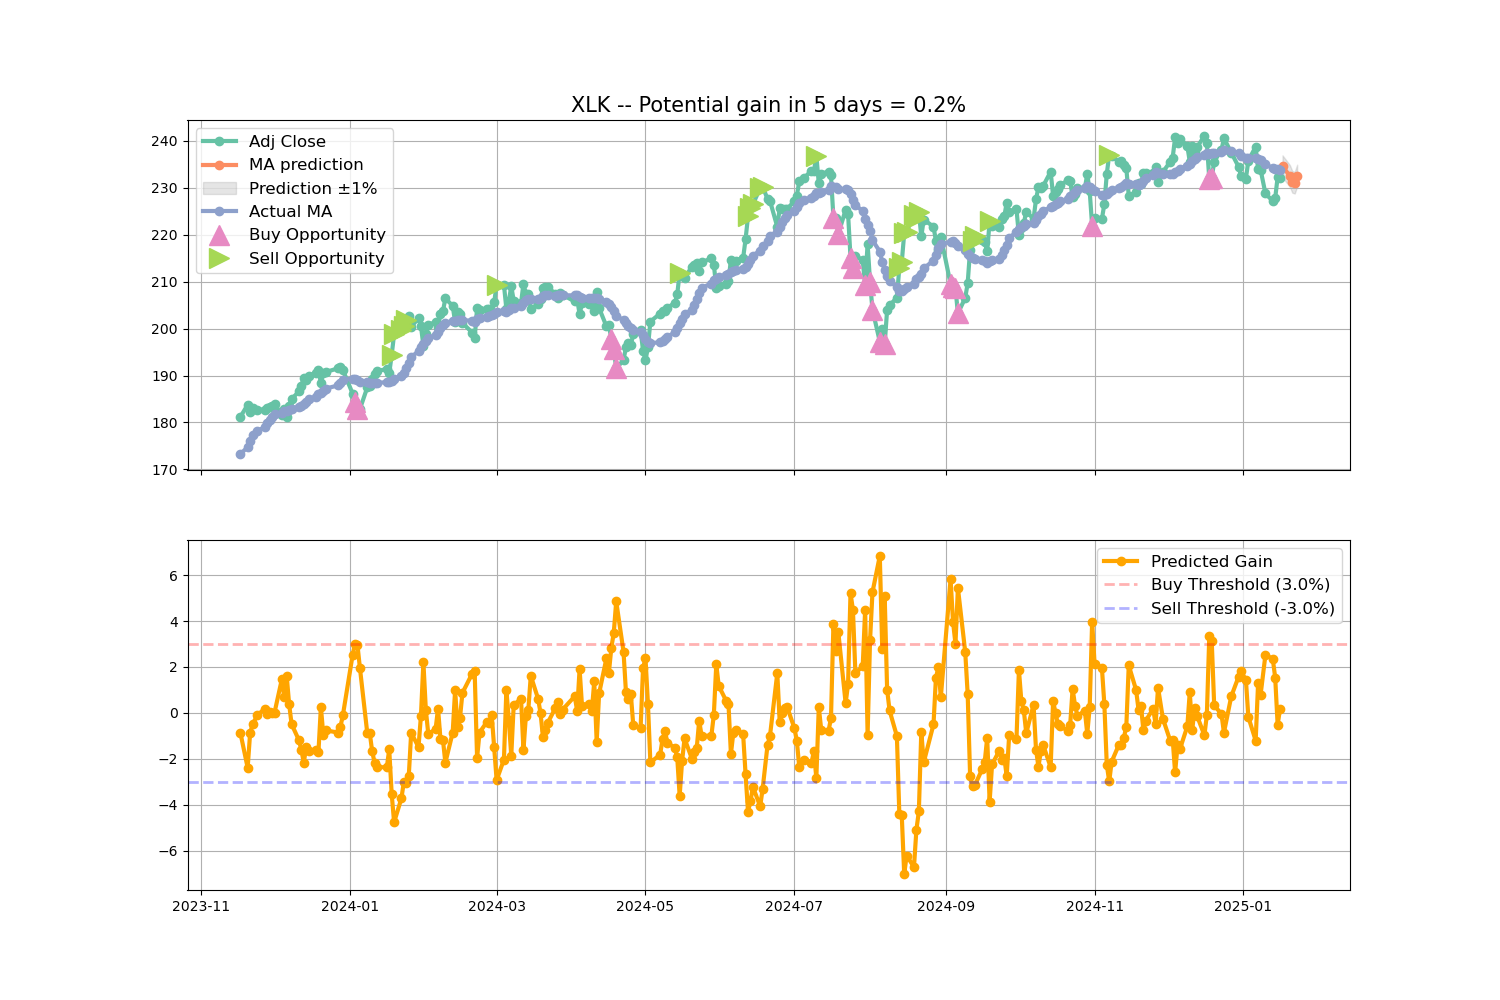 XLK -- Potential gain in 5 days = 0.2%
240
230
220
210
200
190
180
170
Adj Close
MA prediction
Prediction ±1%
Actual MA
Buy Opportunity
Sell Opportunity
6
4
2
0
−2
−4
−6
Predicted Gain
Buy Threshold (3.0%)
Sell Threshold (-3.0%)
2023-11 2024-01 2024-03 2024-05 2024-07 2024-09 2024-11 2025-01